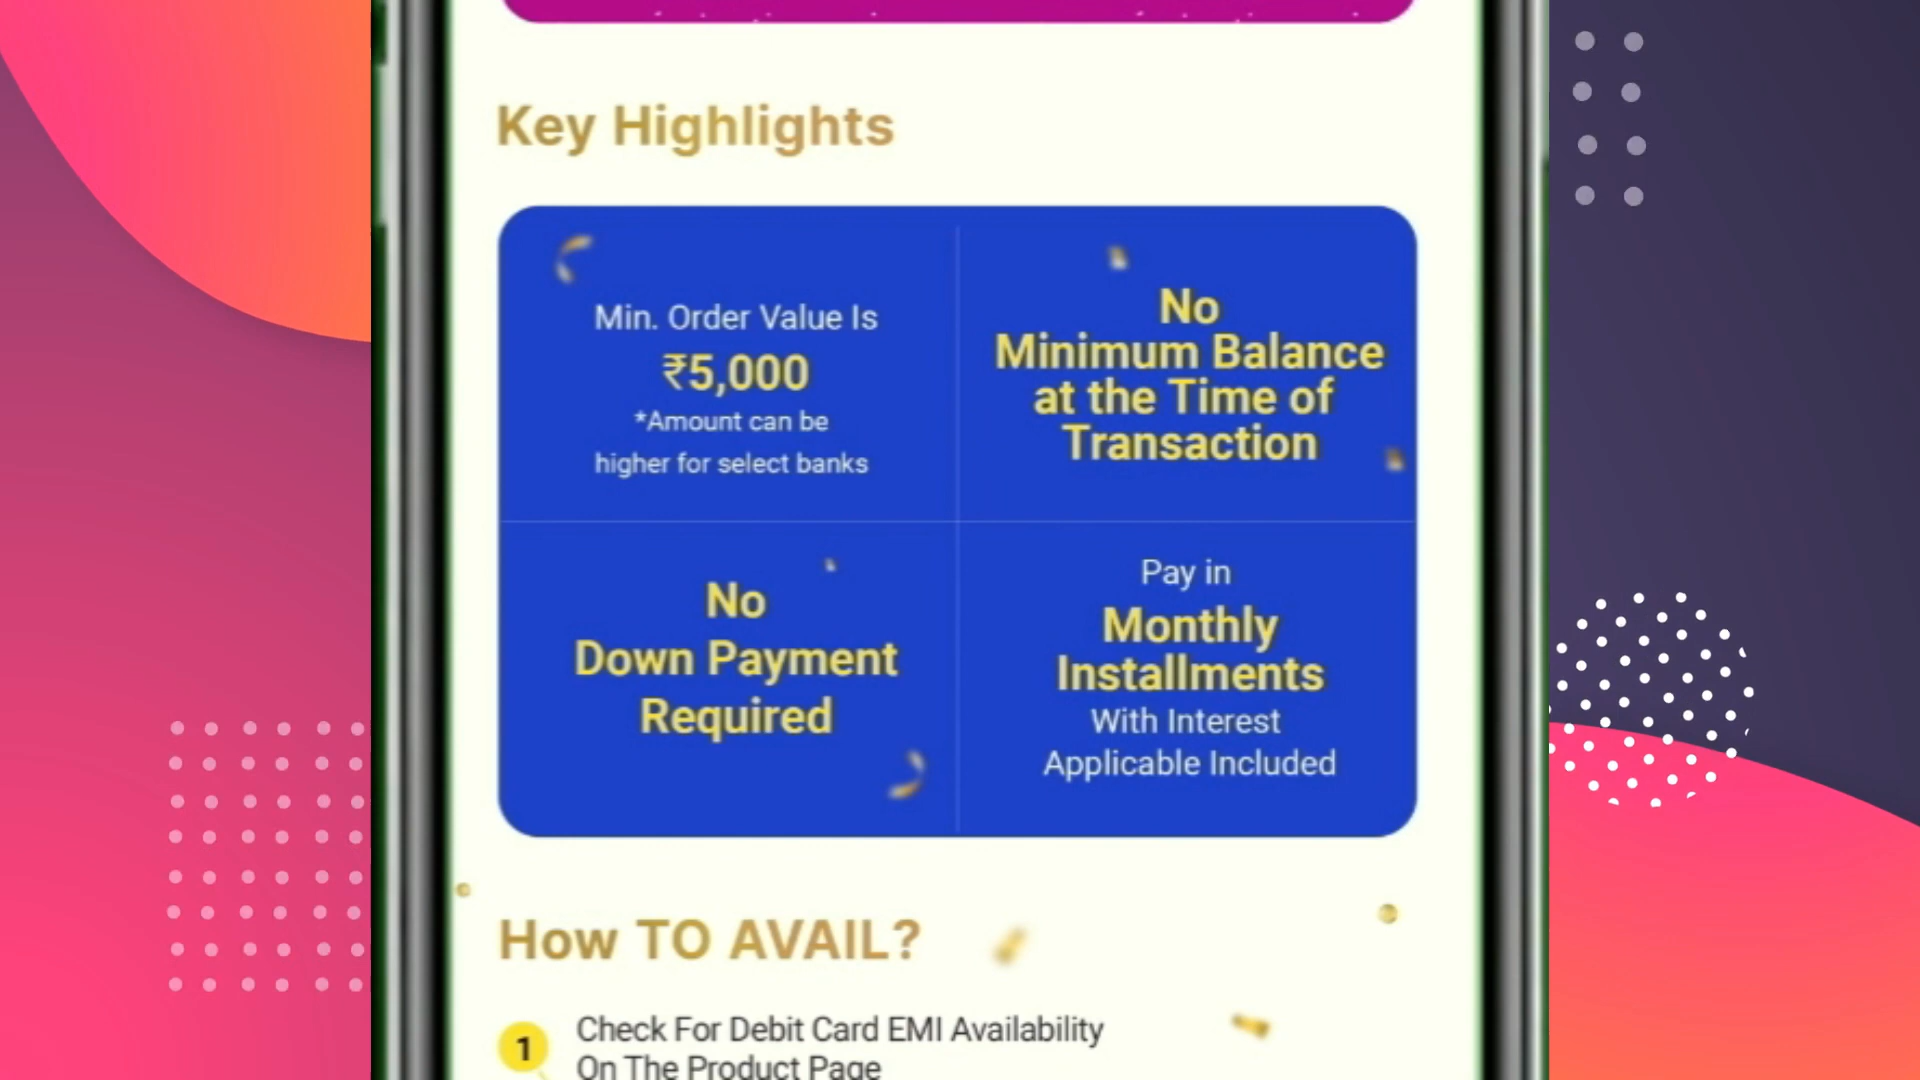 Key Highlights
Min. Order Value Is
₹5,000
*Amount can be
higher for select banks
No
Minimum Balance
at the Time of
Transaction
No
Down Payment
Required
Pay in
Monthly
Installments
With Interest
Applicable Included
How TO AVAIL?
1
Check For Debit Card EMI Availability
On The Product Page